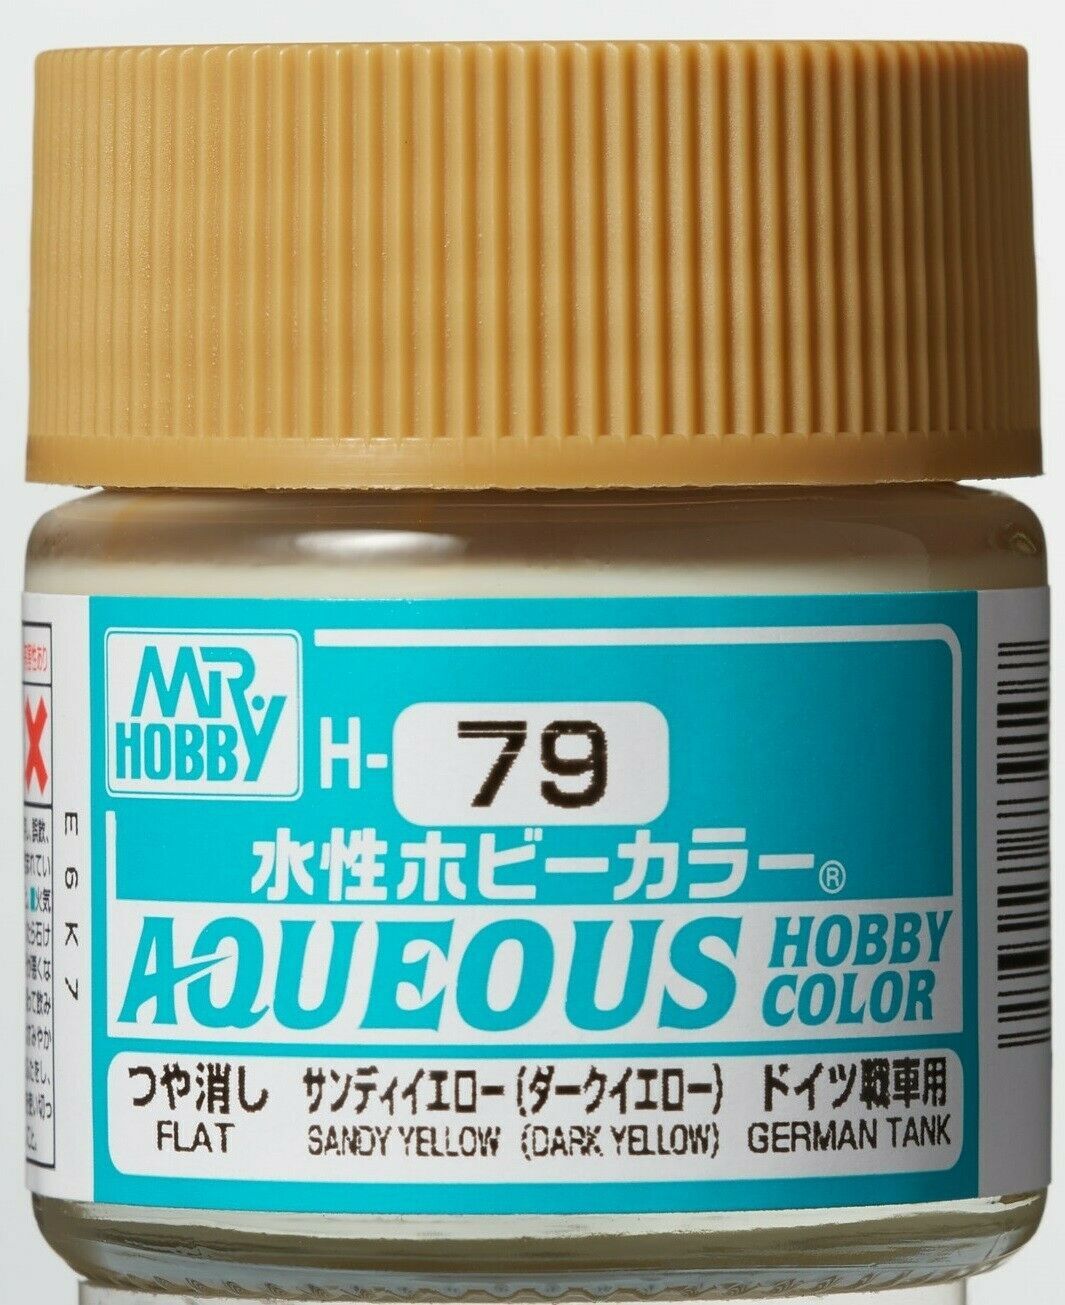 MR.
HOBBY
H-79
水性ホビーカラー®
AQUEOUS HOBBY COLOR
つや消し サンディイエロー(ダークイエロー) ドイツ戦車用
FLAT SANDY YELLOW (DARK YELLOW) GERMAN TANK
E6K7